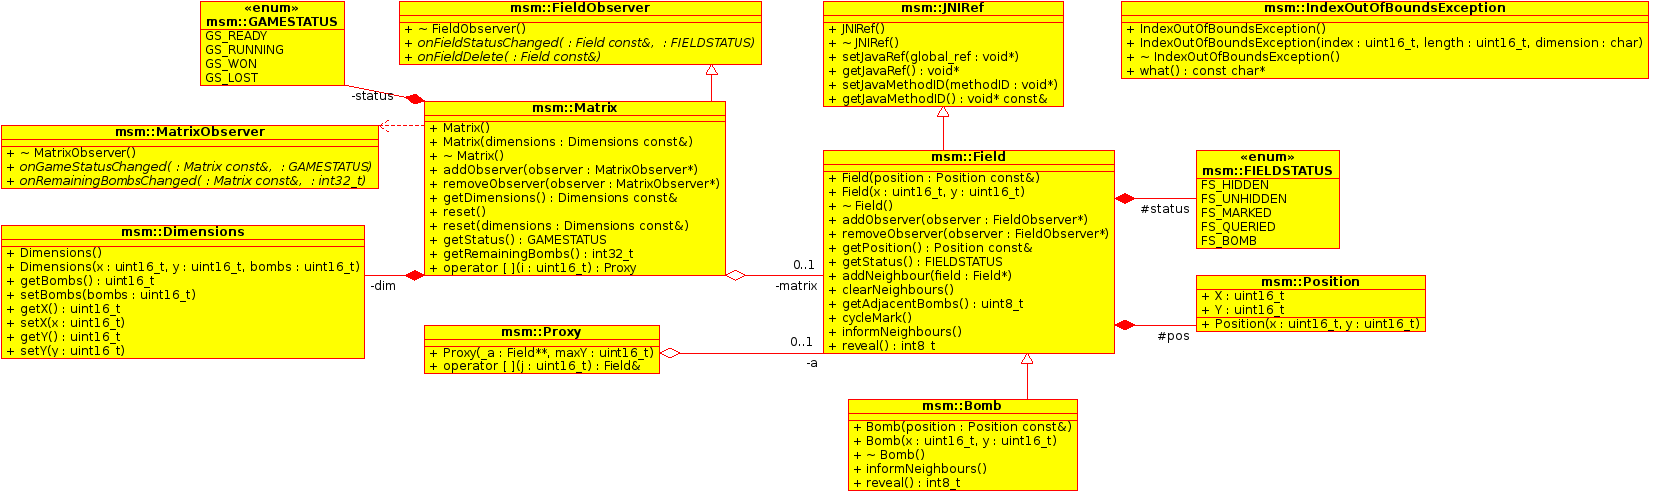 «enum»
msm::GAMESTATUS
GS_READY
GS_RUNNING
GS_WON
GS_LOST
msm::FieldObserver
+ ~ FieldObserver()
+ onFieldStatusChanged( : Field const&,  : FIELDSTATUS)
+ onFieldDelete( : Field const&)
msm::JNIRef
+ JNIRef()
+ ~ JNIRef()
+ setJavaRef(global_ref : void*)
+ getJavaRef() : void*
+ setJavaMethodID(methodID : void*)
+ getJavaMethodID() : void* const&
msm::IndexOutOfBoundsException
+ IndexOutOfBoundsException()
+ IndexOutOfBoundsException(index : uint16_t, length : uint16_t, dimension : char)
+ ~ IndexOutOfBoundsException()
+ what() : const char*
-status
msm::MatrixObserver
+ ~ MatrixObserver()
+ onGameStatusChanged( : Matrix const&,  : GAMESTATUS)
+ onRemainingBombsChanged( : Matrix const&,  : int32_t)
msm::Matrix
+ Matrix()
+ Matrix(dimensions : Dimensions const&)
+ ~ Matrix()
+ addObserver(observer : MatrixObserver*)
+ removeObserver(observer : MatrixObserver*)
+ getDimensions() : Dimensions const&
+ reset()
+ reset(dimensions : Dimensions const&)
+ getStatus() : GAMESTATUS
+ getRemainingBombs() : int32_t
+ operator [ ](i : uint16_t) : Proxy
msm::Field
+ Field(position : Position const&)
+ Field(x : uint16_t, y : uint16_t)
+ ~ Field()
+ addObserver(observer : FieldObserver*)
+ removeObserver(observer : FieldObserver*)
+ getPosition() : Position const&
+ getStatus() : FIELDSTATUS
+ addNeighbour(field : Field*)
+ clearNeighbours()
+ getAdjacentBombs() : uint8_t
+ cycleMark()
+ informNeighbours()
+ reveal() : int8_t
«enum»
msm::FIELDSTATUS
FS_HIDDEN
FS_UNHIDDEN
FS_MARKED
FS_QUERIED
FS_BOMB
#status
msm::Dimensions
+ Dimensions()
+ Dimensions(x : uint16_t, y : uint16_t, bombs : uint16_t)
+ getBombs() : uint16_t
+ setBombs(bombs : uint16_t)
+ getX() : uint16_t
+ setX(x : uint16_t)
+ getY() : uint16_t
+ setY(y : uint16_t)
-dim
0..1
-matrix
msm::Position
+ X : uint16_t
+ Y : uint16_t
+ Position(x : uint16_t, y : uint16_t)
#pos
msm::Proxy
+ Proxy(_a : Field**, maxY : uint16_t)
+ operator [ ](j : uint16_t) : Field&
0..1
-a
msm::Bomb
+ Bomb(position : Position const&)
+ Bomb(x : uint16_t, y : uint16_t)
+ ~ Bomb()
+ informNeighbours()
+ reveal() : int8_t